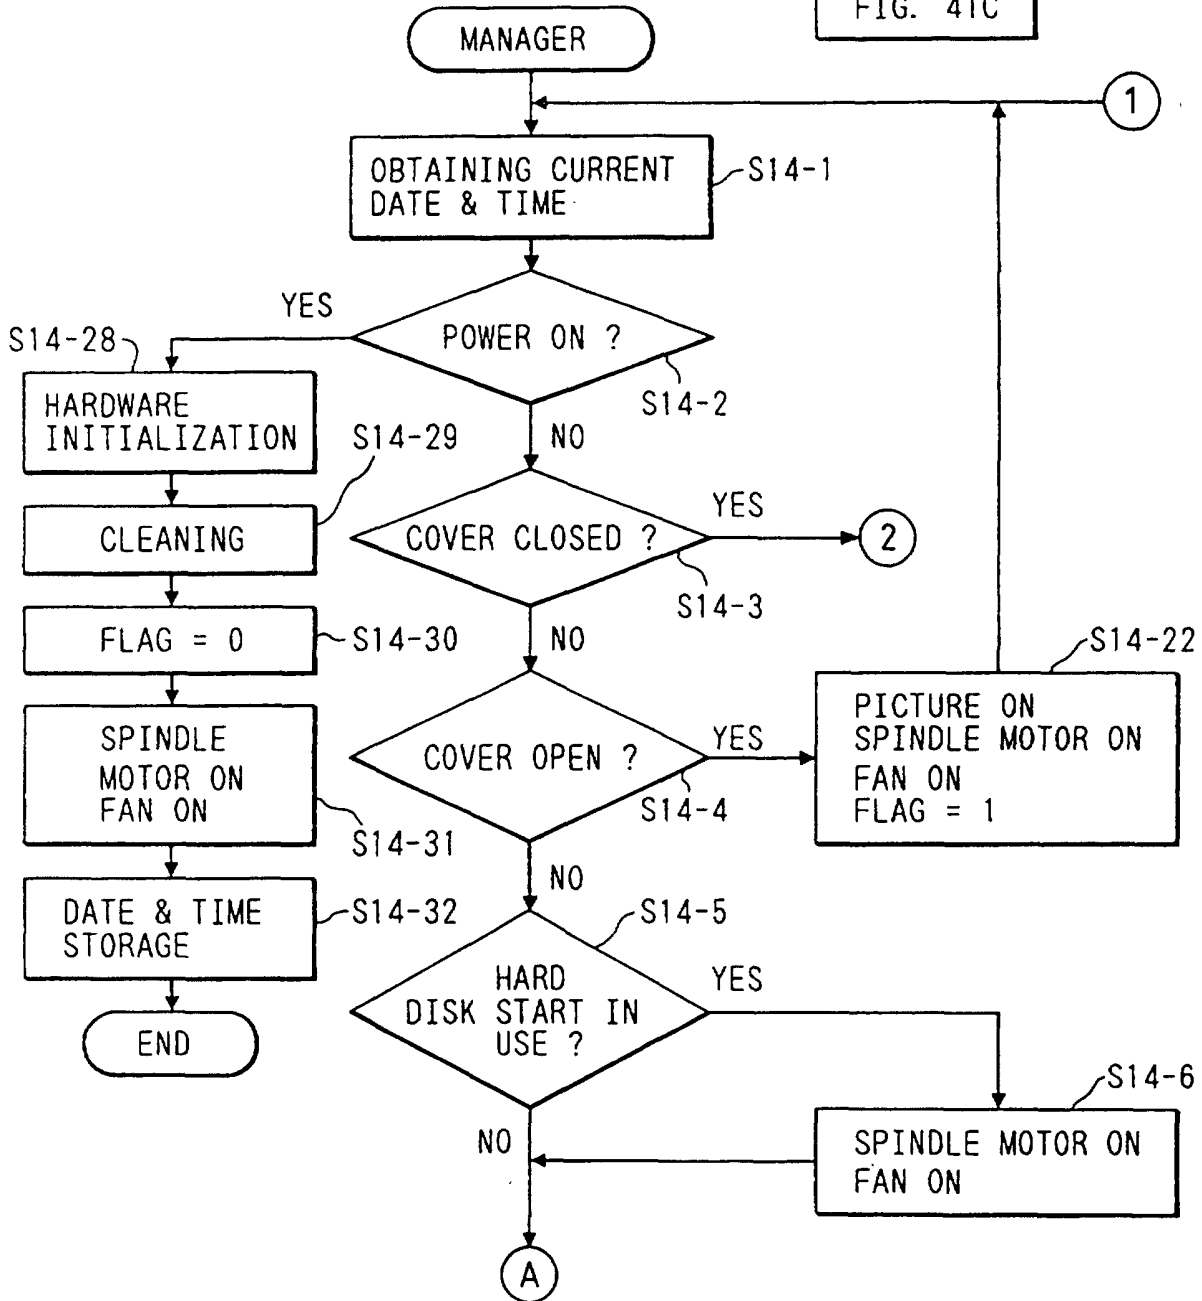 FIG. 41C
MANAGER
1
OBTAINING CURRENT
DATE & TIME
S14-1
YES
POWER ON ?
S14-2
S14-28
HARDWARE
INITIALIZATION
S14-29
NO
CLEANING
COVER CLOSED ?
YES
2
S14-3
FLAG = 0
S14-30
NO
S14-22
SPINDLE
MOTOR ON
FAN ON
S14-31
COVER OPEN ?
YES
S14-4
PICTURE ON
SPINDLE MOTOR ON
FAN ON
FLAG = 1
NO
DATE & TIME
STORAGE
S14-32
S14-5
END
HARD
DISK START IN
USE ?
YES
S14-6
NO
SPINDLE MOTOR ON
FAN ON
A